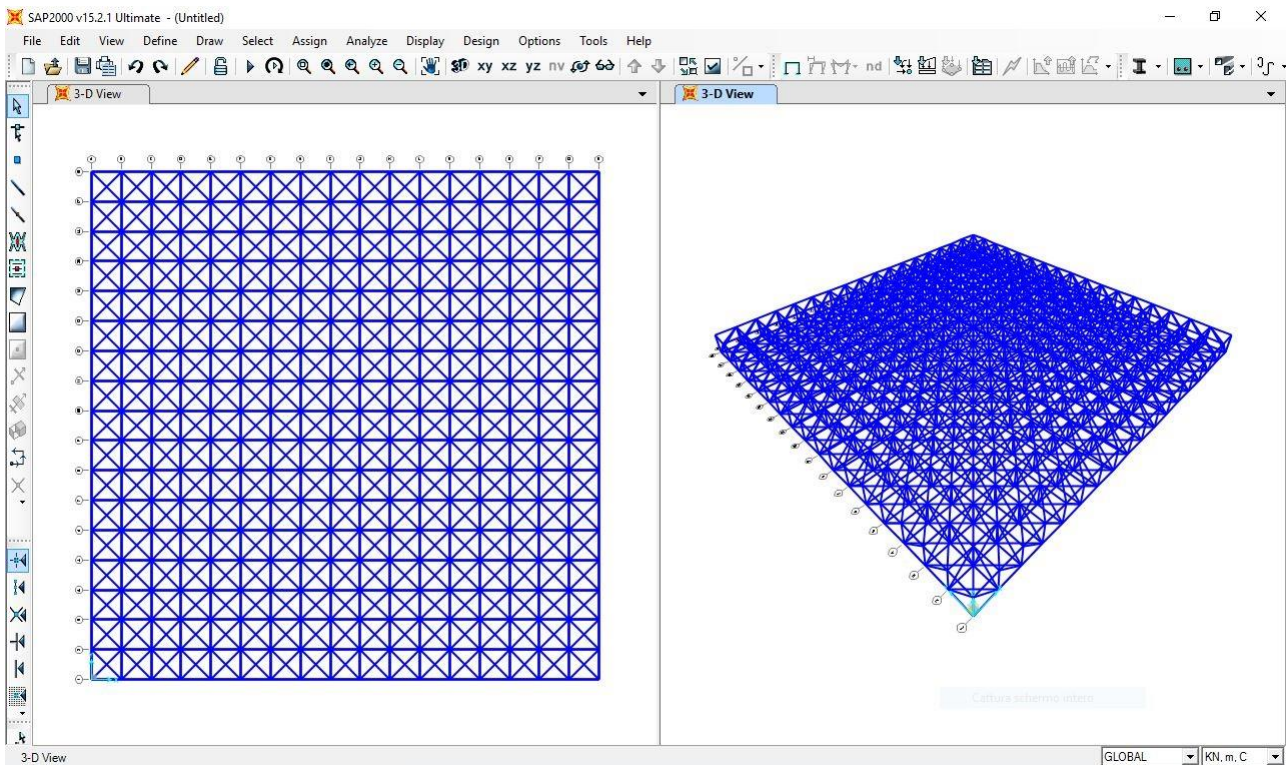 SAP2000 v15.2.1 Ultimate - (Untitled)
File Edit View Define Draw Select Assign Analyze Display Design Options Tools Help
3D xy xz yz nv nd
3-D View
3-D View
Cattura schermo intero
3-D View
GLOBAL
KN, m, C